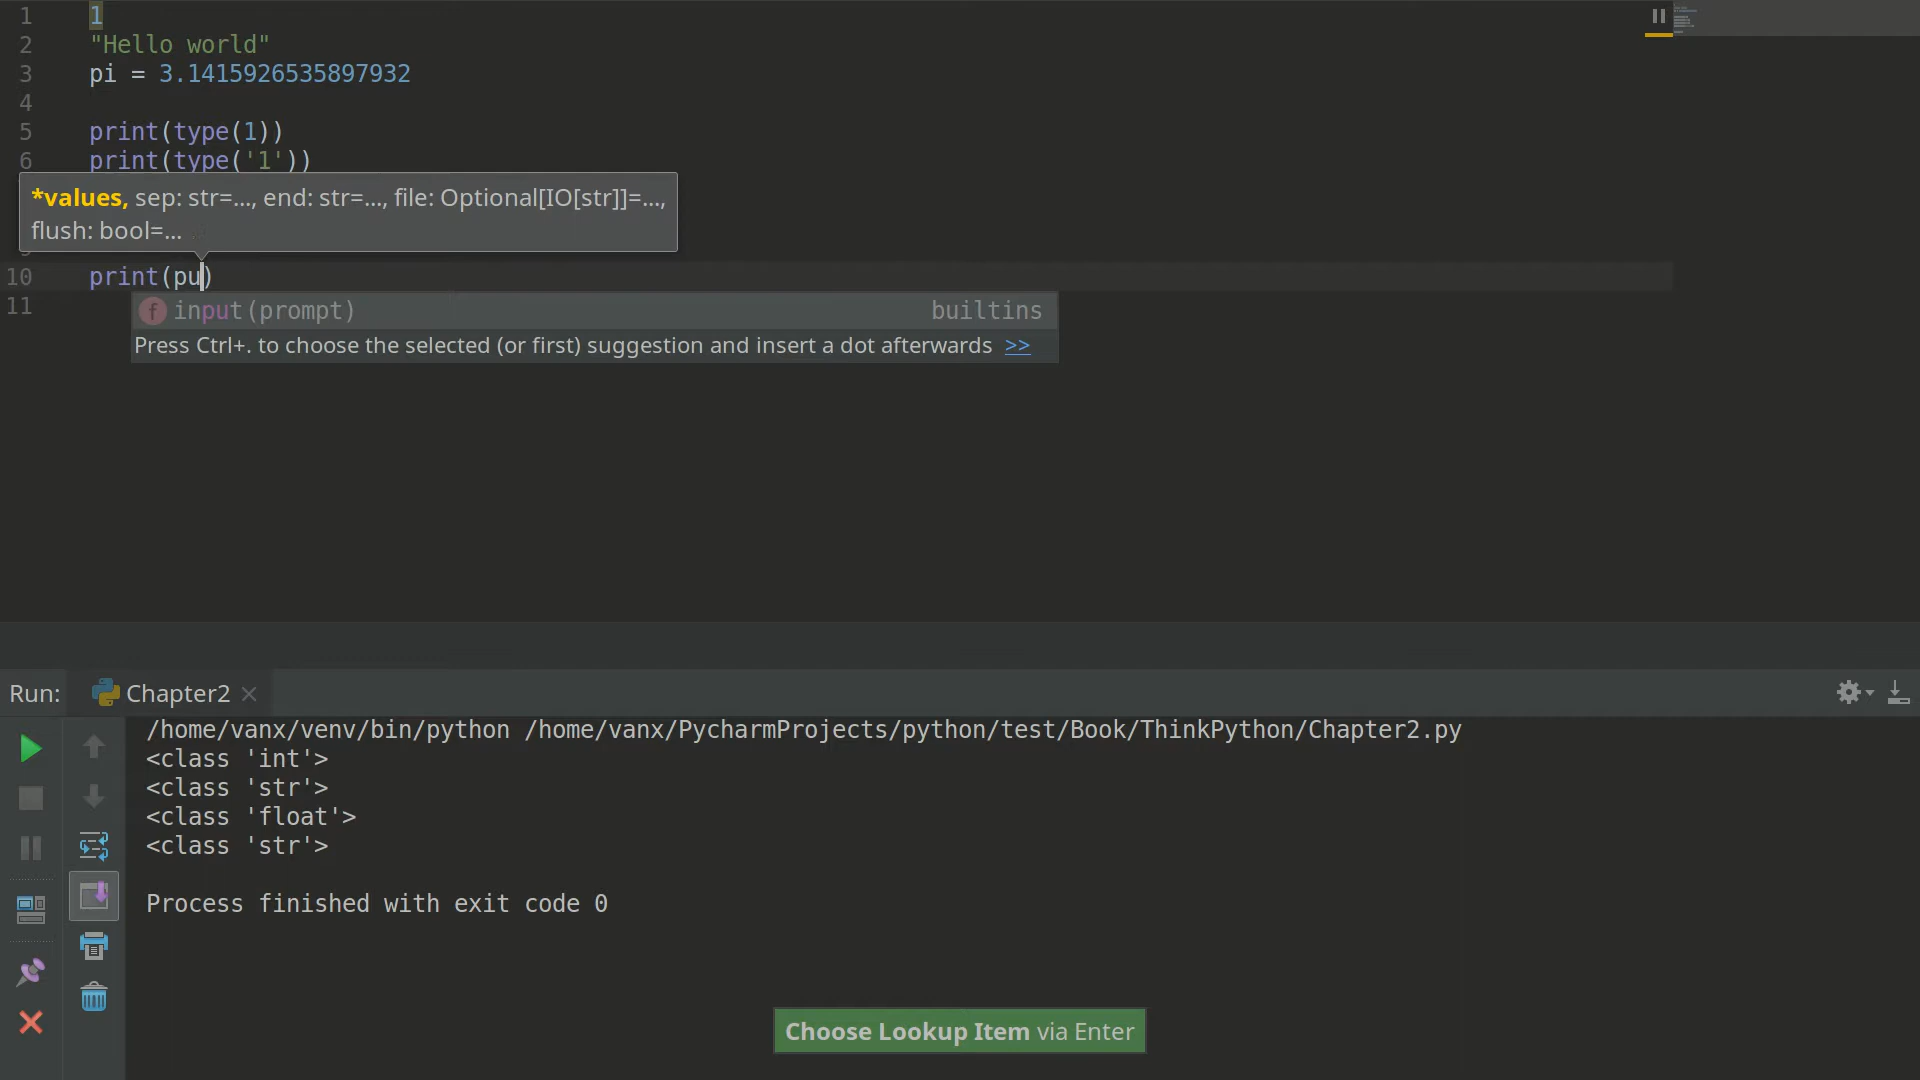 1 1
2 "Hello world"
3 pi = 3.1415926535897932
4
5 print(type(1))
6 print(type('1'))
*values, sep: str=..., end: str=..., file: Optional[IO[str]]=...,
flush: bool=...
10 print(pu)
11
f input(prompt) builtins
Press Ctrl+. to choose the selected (or first) suggestion and insert a dot afterwards >>
Run: Chapter2
/home/vanx/venv/bin/python /home/vanx/PycharmProjects/python/test/Book/ThinkPython/Chapter2.py
<class 'int'>
<class 'str'>
<class 'float'>
<class 'str'>
Process finished with exit code 0
Choose Lookup Item via Enter